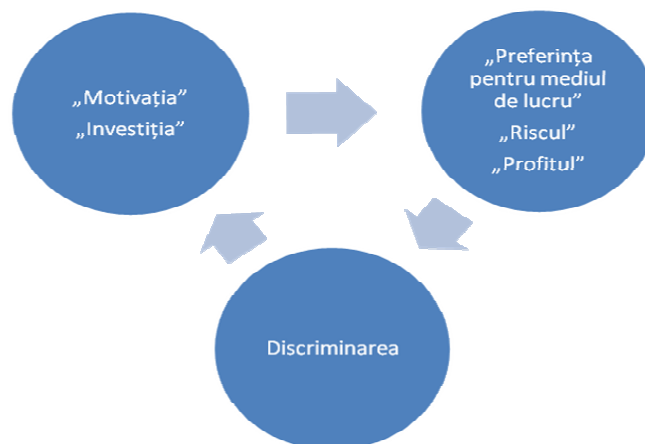 „Motivația”
„Investiția”
„Preferința
pentru mediul
de lucru”
„Riscul”
„Profitul”
Discriminarea